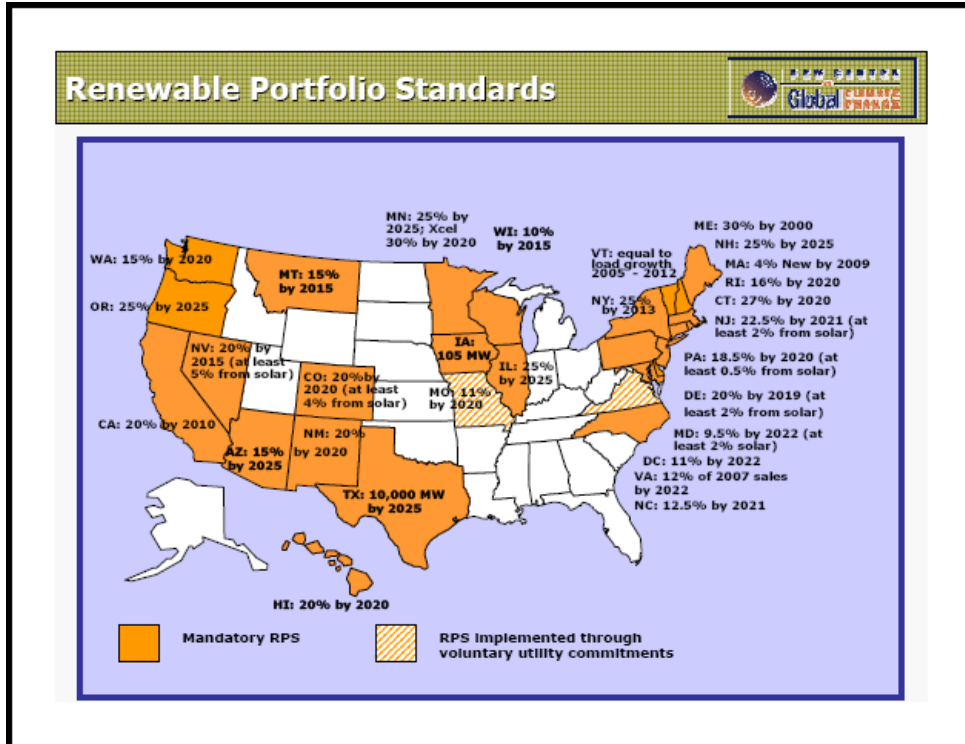 Renewable Portfolio Standards
PEW CENTER
Global CLIMATE
CHANGE
MN: 25% by
2025; Xcel
30% by 2020
WI: 10%
by 2015
ME: 30% by 2000
NH: 25% by 2025
VT: equal to
load growth
2005 - 2012
MA: 4% New by 2009
WA: 15% by 2020
MT: 15%
by 2015
RI: 16% by 2020
OR: 25% by 2025
NY: 25%
by 2013
CT: 27% by 2020
NJ: 22.5% by 2021 (at
least 2% from solar)
NV: 20% by
2015 (at least
5% from solar)
IA:
105 MW
IL: 25%
by 2025
PA: 18.5% by 2020 (at
least 0.5% from solar)
CO: 20%by
2020 (at least
4% from solar)
MO: 11%
by 2020
DE: 20% by 2019 (at
least 2% from solar)
CA: 20% by 2010
NM: 20%
by 2020
AZ: 15%
by 2025
MD: 9.5% by 2022 (at
least 2% solar)
DC: 11% by 2022
VA: 12% of 2007 sales
by 2022
NC: 12.5% by 2021
TX: 10,000 MW
by 2025
HI: 20% by 2020
Mandatory RPS
RPS implemented through
voluntary utility commitments